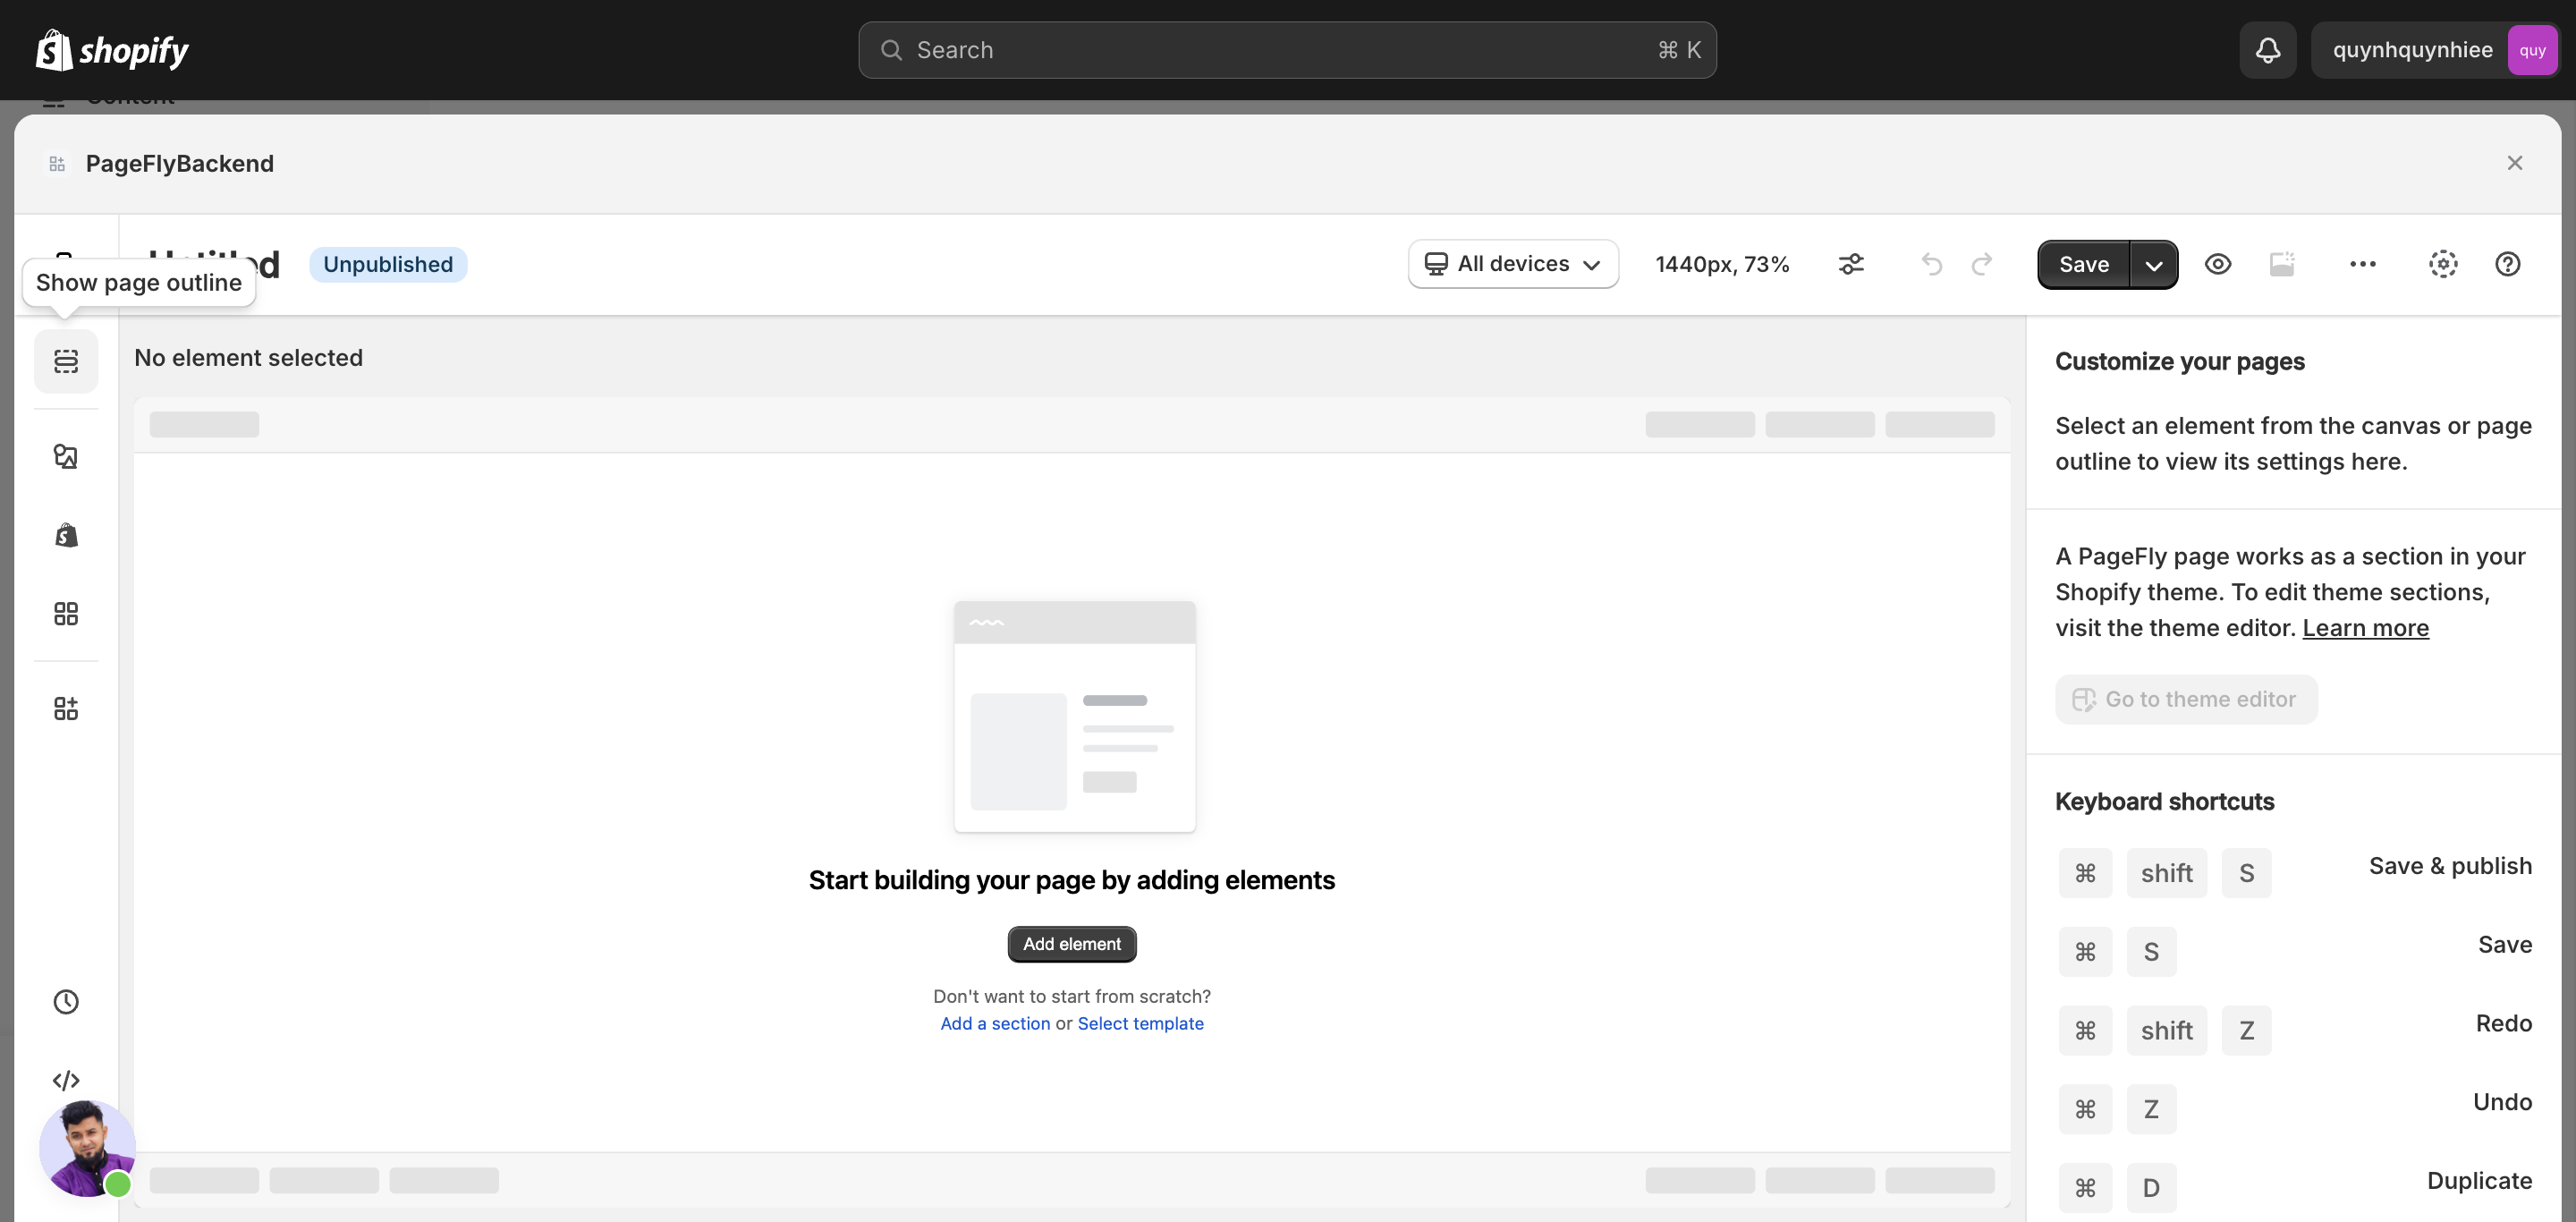 shopify
Search
⌘ K
quynhquynhiee
quy
Content
PageFlyBackend
Untitled
Unpublished
All devices
1440px, 73%
Save
Show page outline
No element selected
Start building your page by adding elements
Add element
Don't want to start from scratch?
Add a section or Select template
Customize your pages
Select an element from the canvas or page
outline to view its settings here.
A PageFly page works as a section in your
Shopify theme. To edit theme sections,
visit the theme editor. Learn more
Go to theme editor
Keyboard shortcuts
⌘ shift S Save & publish
⌘ S Save
⌘ shift Z Redo
⌘ Z Undo
⌘ D Duplicate